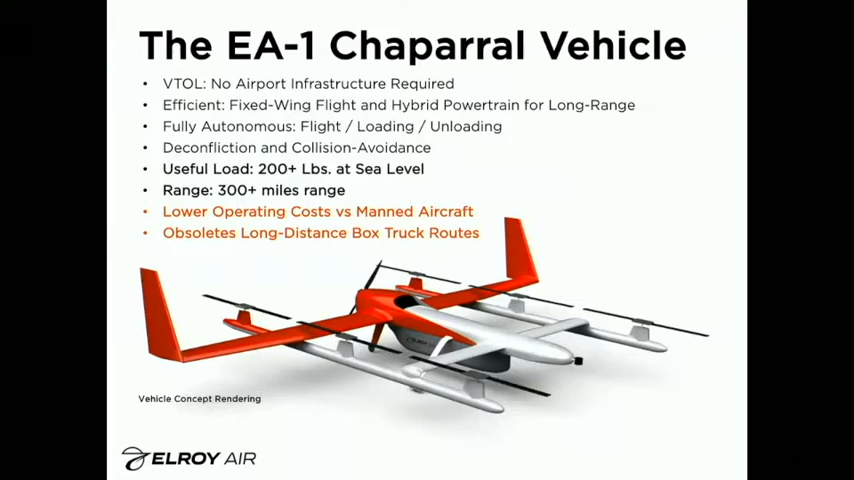 The EA-1 Chaparral Vehicle
• VTOL: No Airport Infrastructure Required
• Efficient: Fixed-Wing Flight and Hybrid Powertrain for Long-Range
• Fully Autonomous: Flight / Loading / Unloading
• Deconfliction and Collision-Avoidance
• Useful Load: 200+ Lbs. at Sea Level
• Range: 300+ miles range
• Lower Operating Costs vs Manned Aircraft
• Obsoletes Long-Distance Box Truck Routes
ELROY
Vehicle Concept Rendering
ELROY AIR